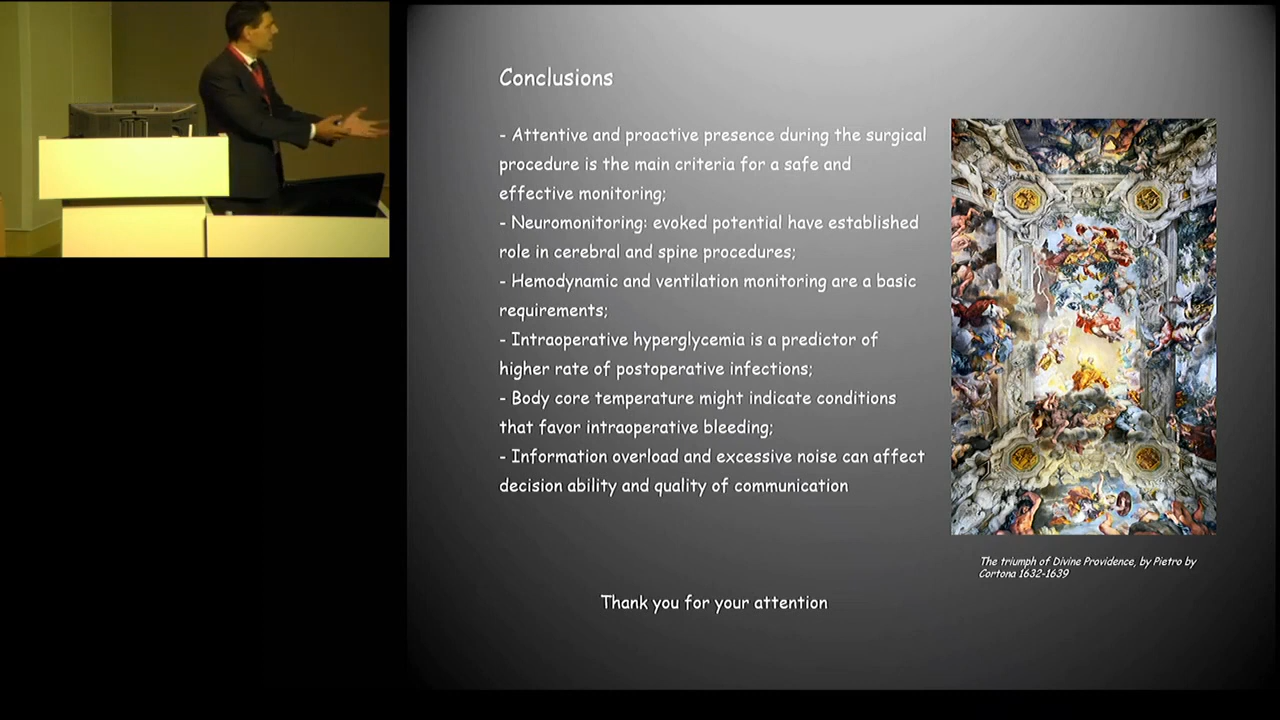 Conclusions
- Attentive and proactive presence during the surgical
procedure is the main criteria for a safe and
effective monitoring;
- Neuromonitoring: evoked potential have established
role in cerebral and spine procedures;
- Hemodynamic and ventilation monitoring are a basic
requirements;
- Intraoperative hyperglycemia is a predictor of
higher rate of postoperative infections;
- Body core temperature might indicate conditions
that favor intraoperative bleeding;
- Information overload and excessive noise can affect
decision ability and quality of communication
The triumph of Divine Providence, by Pietro by
Cortona 1632-1639
Thank you for your attention